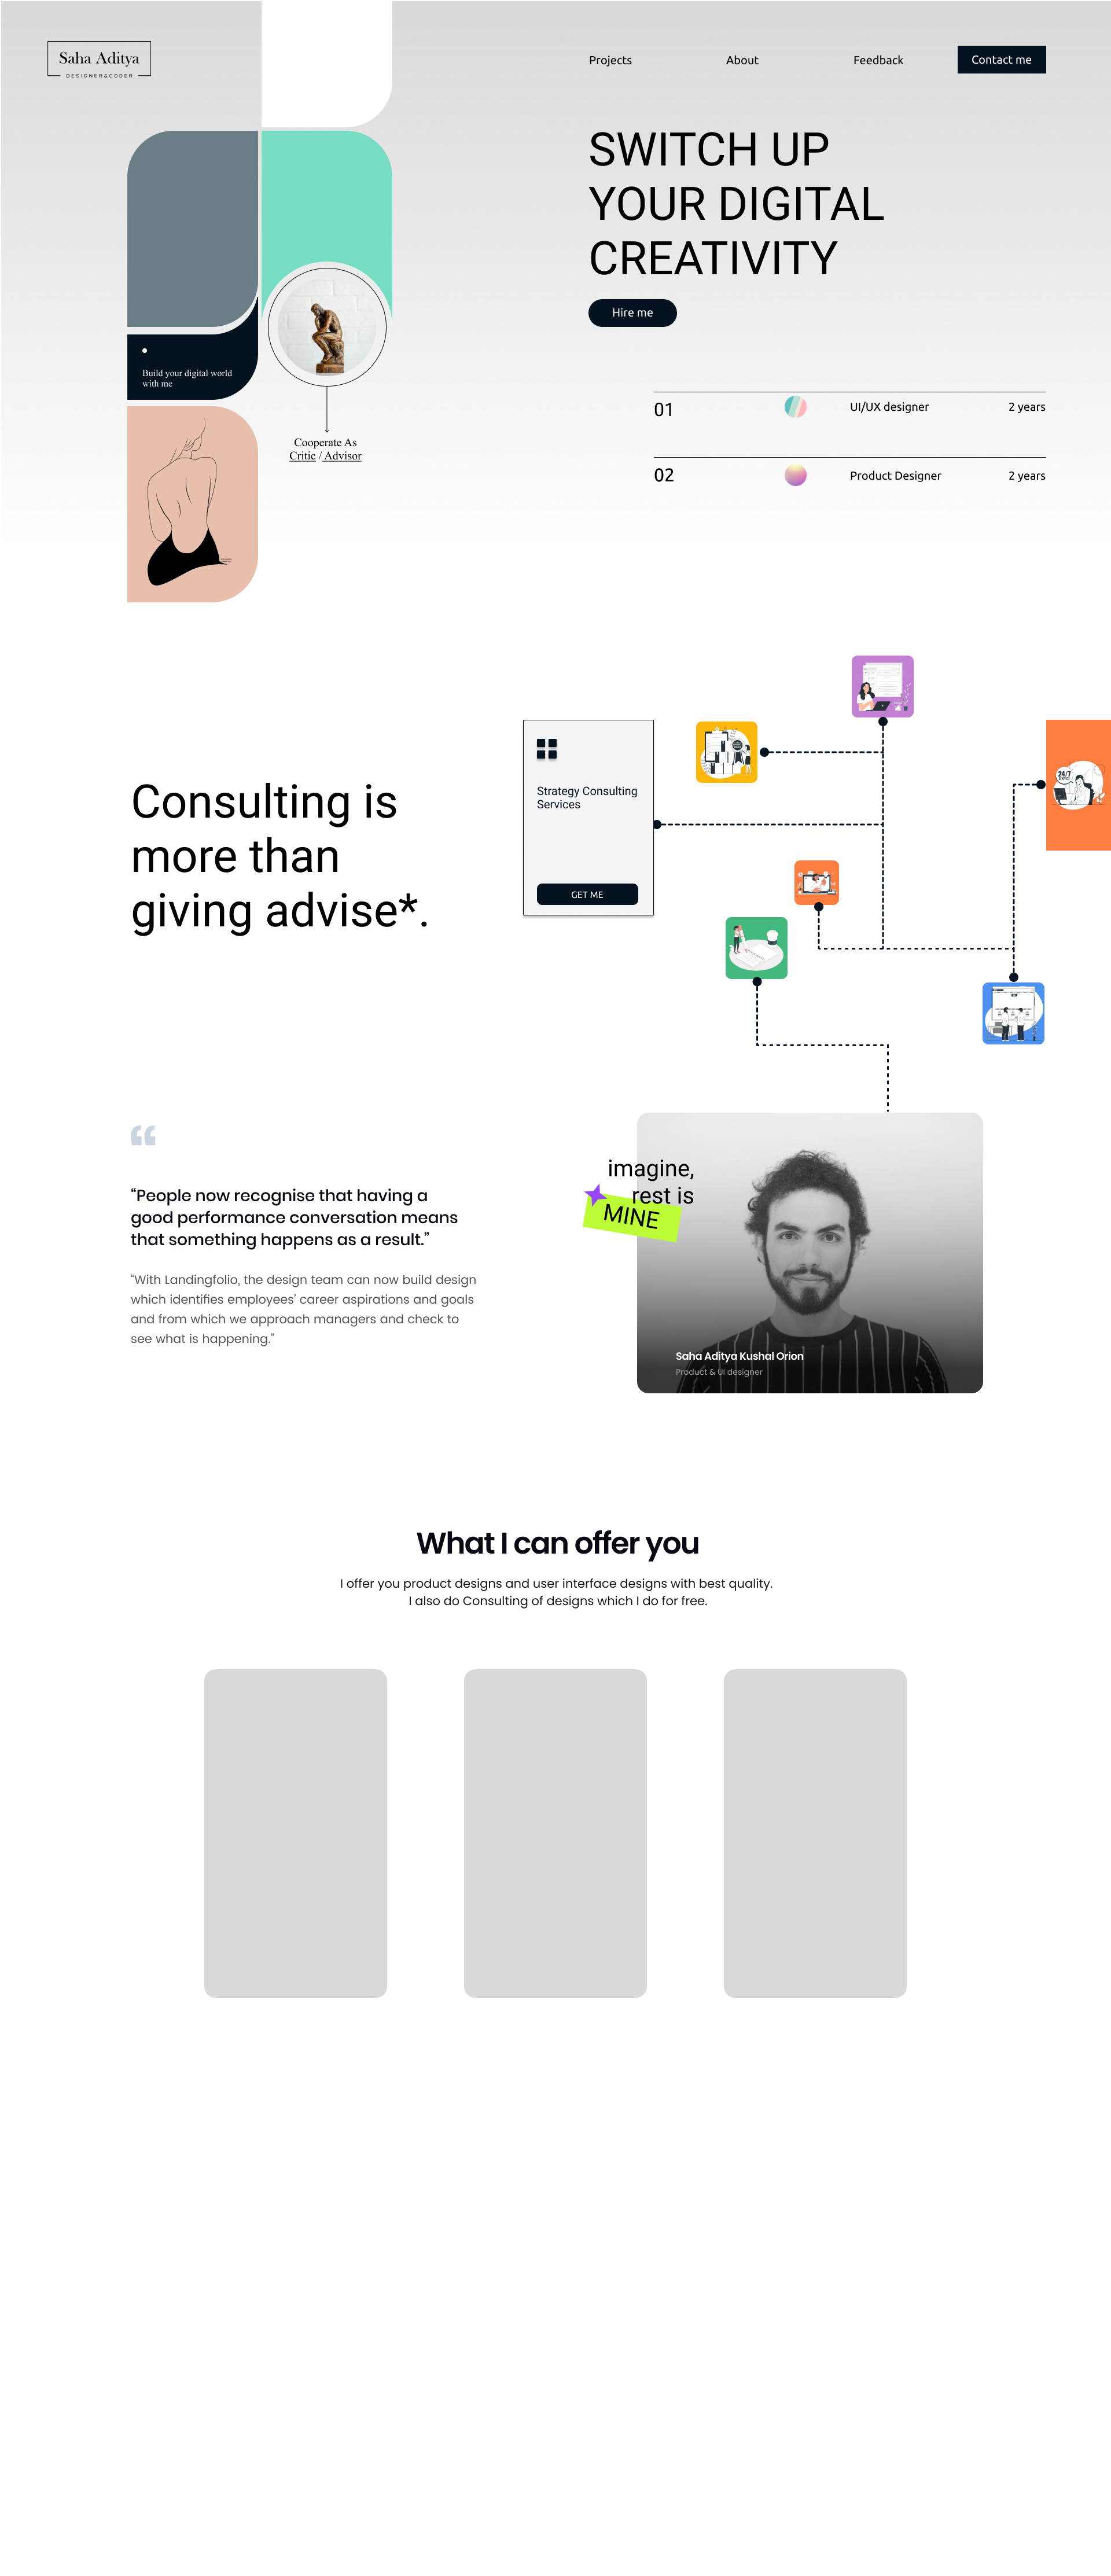 Saha Aditya
DESIGNER&CODER
Projects
About
Feedback
Contact me
SWITCH UP
YOUR DIGITAL
CREATIVITY
Hire me
Build your digital world
with me
Cooperate As
Critic / Advisor
01
UI/UX designer
2 years
02
Product Designer
2 years
Consulting is
more than
giving advise*.
Strategy Consulting
Services
GET ME
24/7
“People now recognise that having a
good performance conversation means
that something happens as a result.”
"With Landingfolio, the design team can now build design
which identifies employees' career aspirations and goals
and from which we approach managers and check to
see what is happening."
imagine,
rest is
MINE
Saha Aditya Kushal Orion
Product & UI designer
What I can offer you
I offer you product designs and user interface designs with best quality.
I also do Consulting of designs which I do for free.